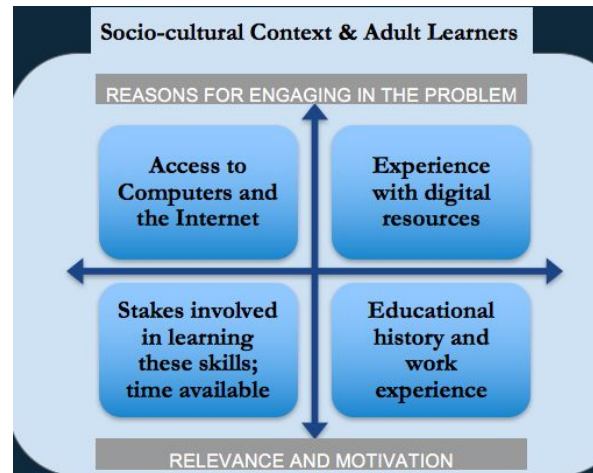 Socio-cultural Context & Adult Learners
REASONS FOR ENGAGING IN THE PROBLEM
Access to
Computers and
the Internet
Experience
with digital
resources
Stakes involved
in learning
these skills;
time available
Educational
history and
work
experience
RELEVANCE AND MOTIVATION